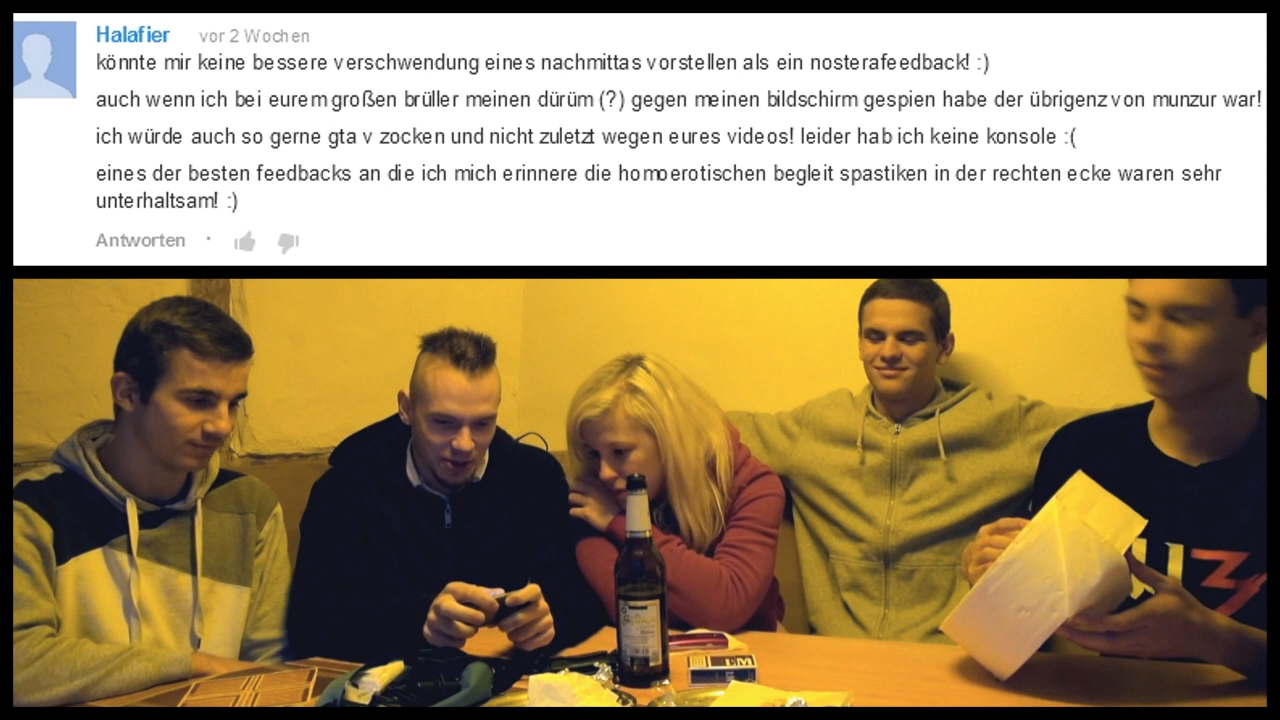 Halafier vor 2 Wochen
könnte mir keine bessere verschwendung eines nachmittas vorstellen als ein nosterafeedback! :)
auch wenn ich bei eurem großen brüller meinen dürüm (?) gegen meinen bildschirm gespien habe der übrigenz von munzur war!
ich würde auch so gerne gta v zocken und nicht zuletzt wegen eures videos! leider hab ich keine konsole :(
eines der besten feedbacks an die ich mich erinnere die homoerotischen begleit spastiken in der rechten ecke waren sehr
unterhaltsam! :)
Antworten ·
L&M